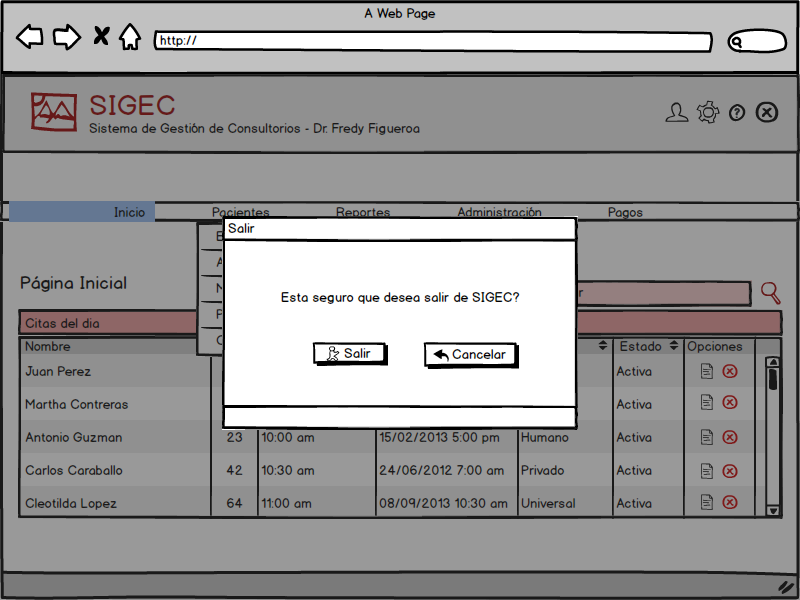 A Web Page
http://
SIGEC
Sistema de Gestión de Consultorios - Dr. Fredy Figueroa
Inicio Pacientes Reportes Administración Pagos
Salir
Página Inicial
Esta seguro que desea salir de SIGEC?
Citas del dia
Salir Cancelar
Nombre Estado Opciones
Juan Perez Activa
Martha Contreras Activa
Antonio Guzman 23 10:00 am 15/02/2013 5:00 pm Humano Activa
Carlos Caraballo 42 10:30 am 24/06/2012 7:00 am Privado Activa
Cleotilda Lopez 64 11:00 am 08/09/2013 10:30 am Universal Activa